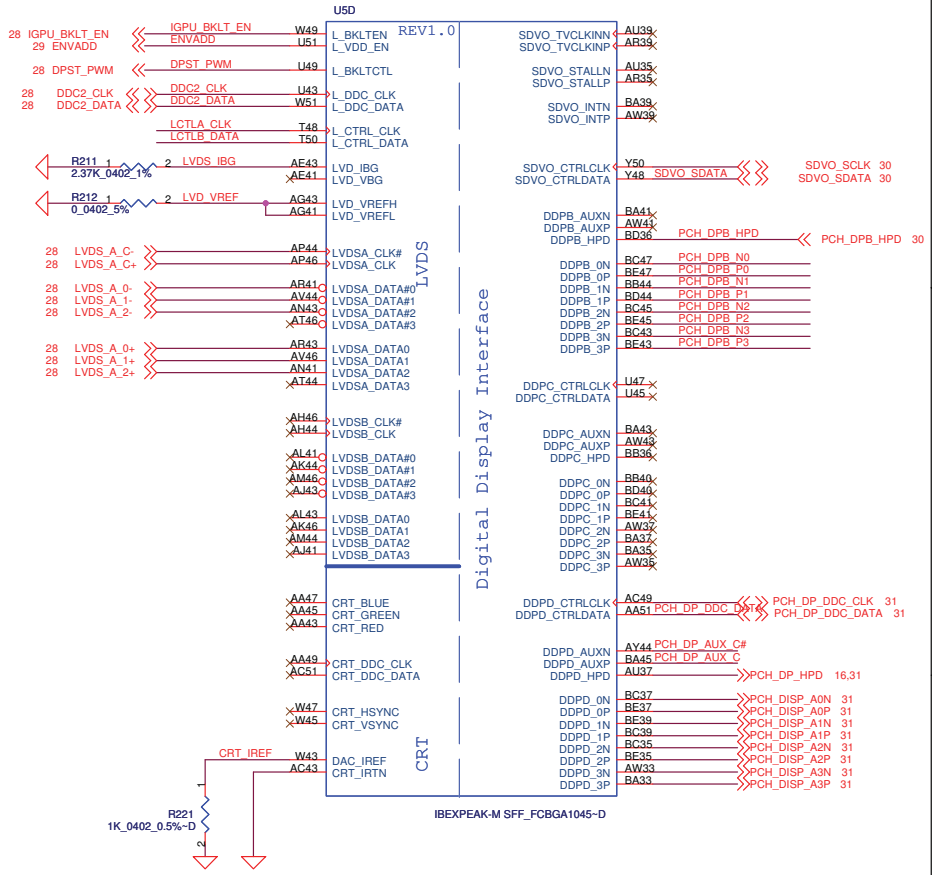 U5D
REV1.0
28 IGPU_BKLT_EN IGPU_BKLT_EN W49 L_BKLTEN
29 ENVADD ENVADD U51 L_VDD_EN
28 DPST_PWM DPST_PWM U49 L_BKLTCTL
28 DDC2_CLK DDC2_CLK U43 L_DDC_CLK
28 DDC2_DATA DDC2_DATA W51 L_DDC_DATA
LCTLA_CLK T48 L_CTRL_CLK
LCTLB_DATA T50 L_CTRL_DATA
R211 1 2 LVDS_IBG AE43 LVD_IBG
2.37K_0402_1% AE41 LVD_VBG
R212 1 2 LVD_VREF AG43 LVD_VREFH
0_0402_5% AG41 LVD_VREFL
28 LVDS_A_C- AP44 LVDSA_CLK#
28 LVDS_A_C+ AP46 LVDSA_CLK
28 LVDS_A_0- AR41 LVDSA_DATA#0
28 LVDS_A_1- AV44 LVDSA_DATA#1
28 LVDS_A_2- AN43 LVDSA_DATA#2
AT46 LVDSA_DATA#3
28 LVDS_A_0+ AR43 LVDSA_DATA0
28 LVDS_A_1+ AV46 LVDSA_DATA1
28 LVDS_A_2+ AN41 LVDSA_DATA2
AT44 LVDSA_DATA3
AH46 LVDSB_CLK#
AH44 LVDSB_CLK
AL41 LVDSB_DATA#0
AK44 LVDSB_DATA#1
AM46 LVDSB_DATA#2
AJ43 LVDSB_DATA#3
AL43 LVDSB_DATA0
AK46 LVDSB_DATA1
AM44 LVDSB_DATA2
AJ41 LVDSB_DATA3
AA47 CRT_BLUE
AA45 CRT_GREEN
AA43 CRT_RED
AA49 CRT_DDC_CLK
AC51 CRT_DDC_DATA
W47 CRT_HSYNC
W45 CRT_VSYNC
CRT_IREF W43 DAC_IREF
AC43 CRT_IRTN
1
R221
1K_0402_0.5%~D
2
LVDS
CRT
Digital Display Interface
SDVO_TVCLKINN AU39
SDVO_TVCLKINP AR39
SDVO_STALLN AU35
SDVO_STALLP AR35
SDVO_INTN BA39
SDVO_INTP AW39
SDVO_CTRLCLK Y50 SDVO_SCLK 30
SDVO_CTRLDATA Y48 SDVO_SDATA SDVO_SDATA 30
DDPB_AUXN BA41
DDPB_AUXP AW41
DDPB_HPD BD36 PCH_DPB_HPD PCH_DPB_HPD 30
DDPB_0N BC47 PCH_DPB_N0
DDPB_0P BE47 PCH_DPB_P0
DDPB_1N BB44 PCH_DPB_N1
DDPB_1P BD44 PCH_DPB_P1
DDPB_2N BC45 PCH_DPB_N2
DDPB_2P BE45 PCH_DPB_P2
DDPB_3N BC43 PCH_DPB_N3
DDPB_3P BE43 PCH_DPB_P3
DDPC_CTRLCLK U47
DDPC_CTRLDATA U45
DDPC_AUXN BA43
DDPC_AUXP AW43
DDPC_HPD BB36
DDPC_0N BB40
DDPC_0P BD40
DDPC_1N BC41
DDPC_1P BE41
DDPC_2N AW37
DDPC_2P BA37
DDPC_3N BA35
DDPC_3P AW35
DDPD_CTRLCLK AC49 PCH_DP_DDC_CLK 31
DDPD_CTRLDATA AA51 PCH_DP_DDC_DATA PCH_DP_DDC_DATA 31
DDPD_AUXN AY44 PCH_DP_AUX_C#
DDPD_AUXP BA45 PCH_DP_AUX_C
DDPD_HPD AU37 PCH_DP_HPD 16,31
DDPD_0N BC37 PCH_DISP_A0N 31
DDPD_0P BE37 PCH_DISP_A0P 31
DDPD_1N BE39 PCH_DISP_A1N 31
DDPD_1P BC39 PCH_DISP_A1P 31
DDPD_2N BC35 PCH_DISP_A2N 31
DDPD_2P BE35 PCH_DISP_A2P 31
DDPD_3N AW33 PCH_DISP_A3N 31
DDPD_3P BA33 PCH_DISP_A3P 31
IBEXPEAK-M SFF_FCBGA1045~D